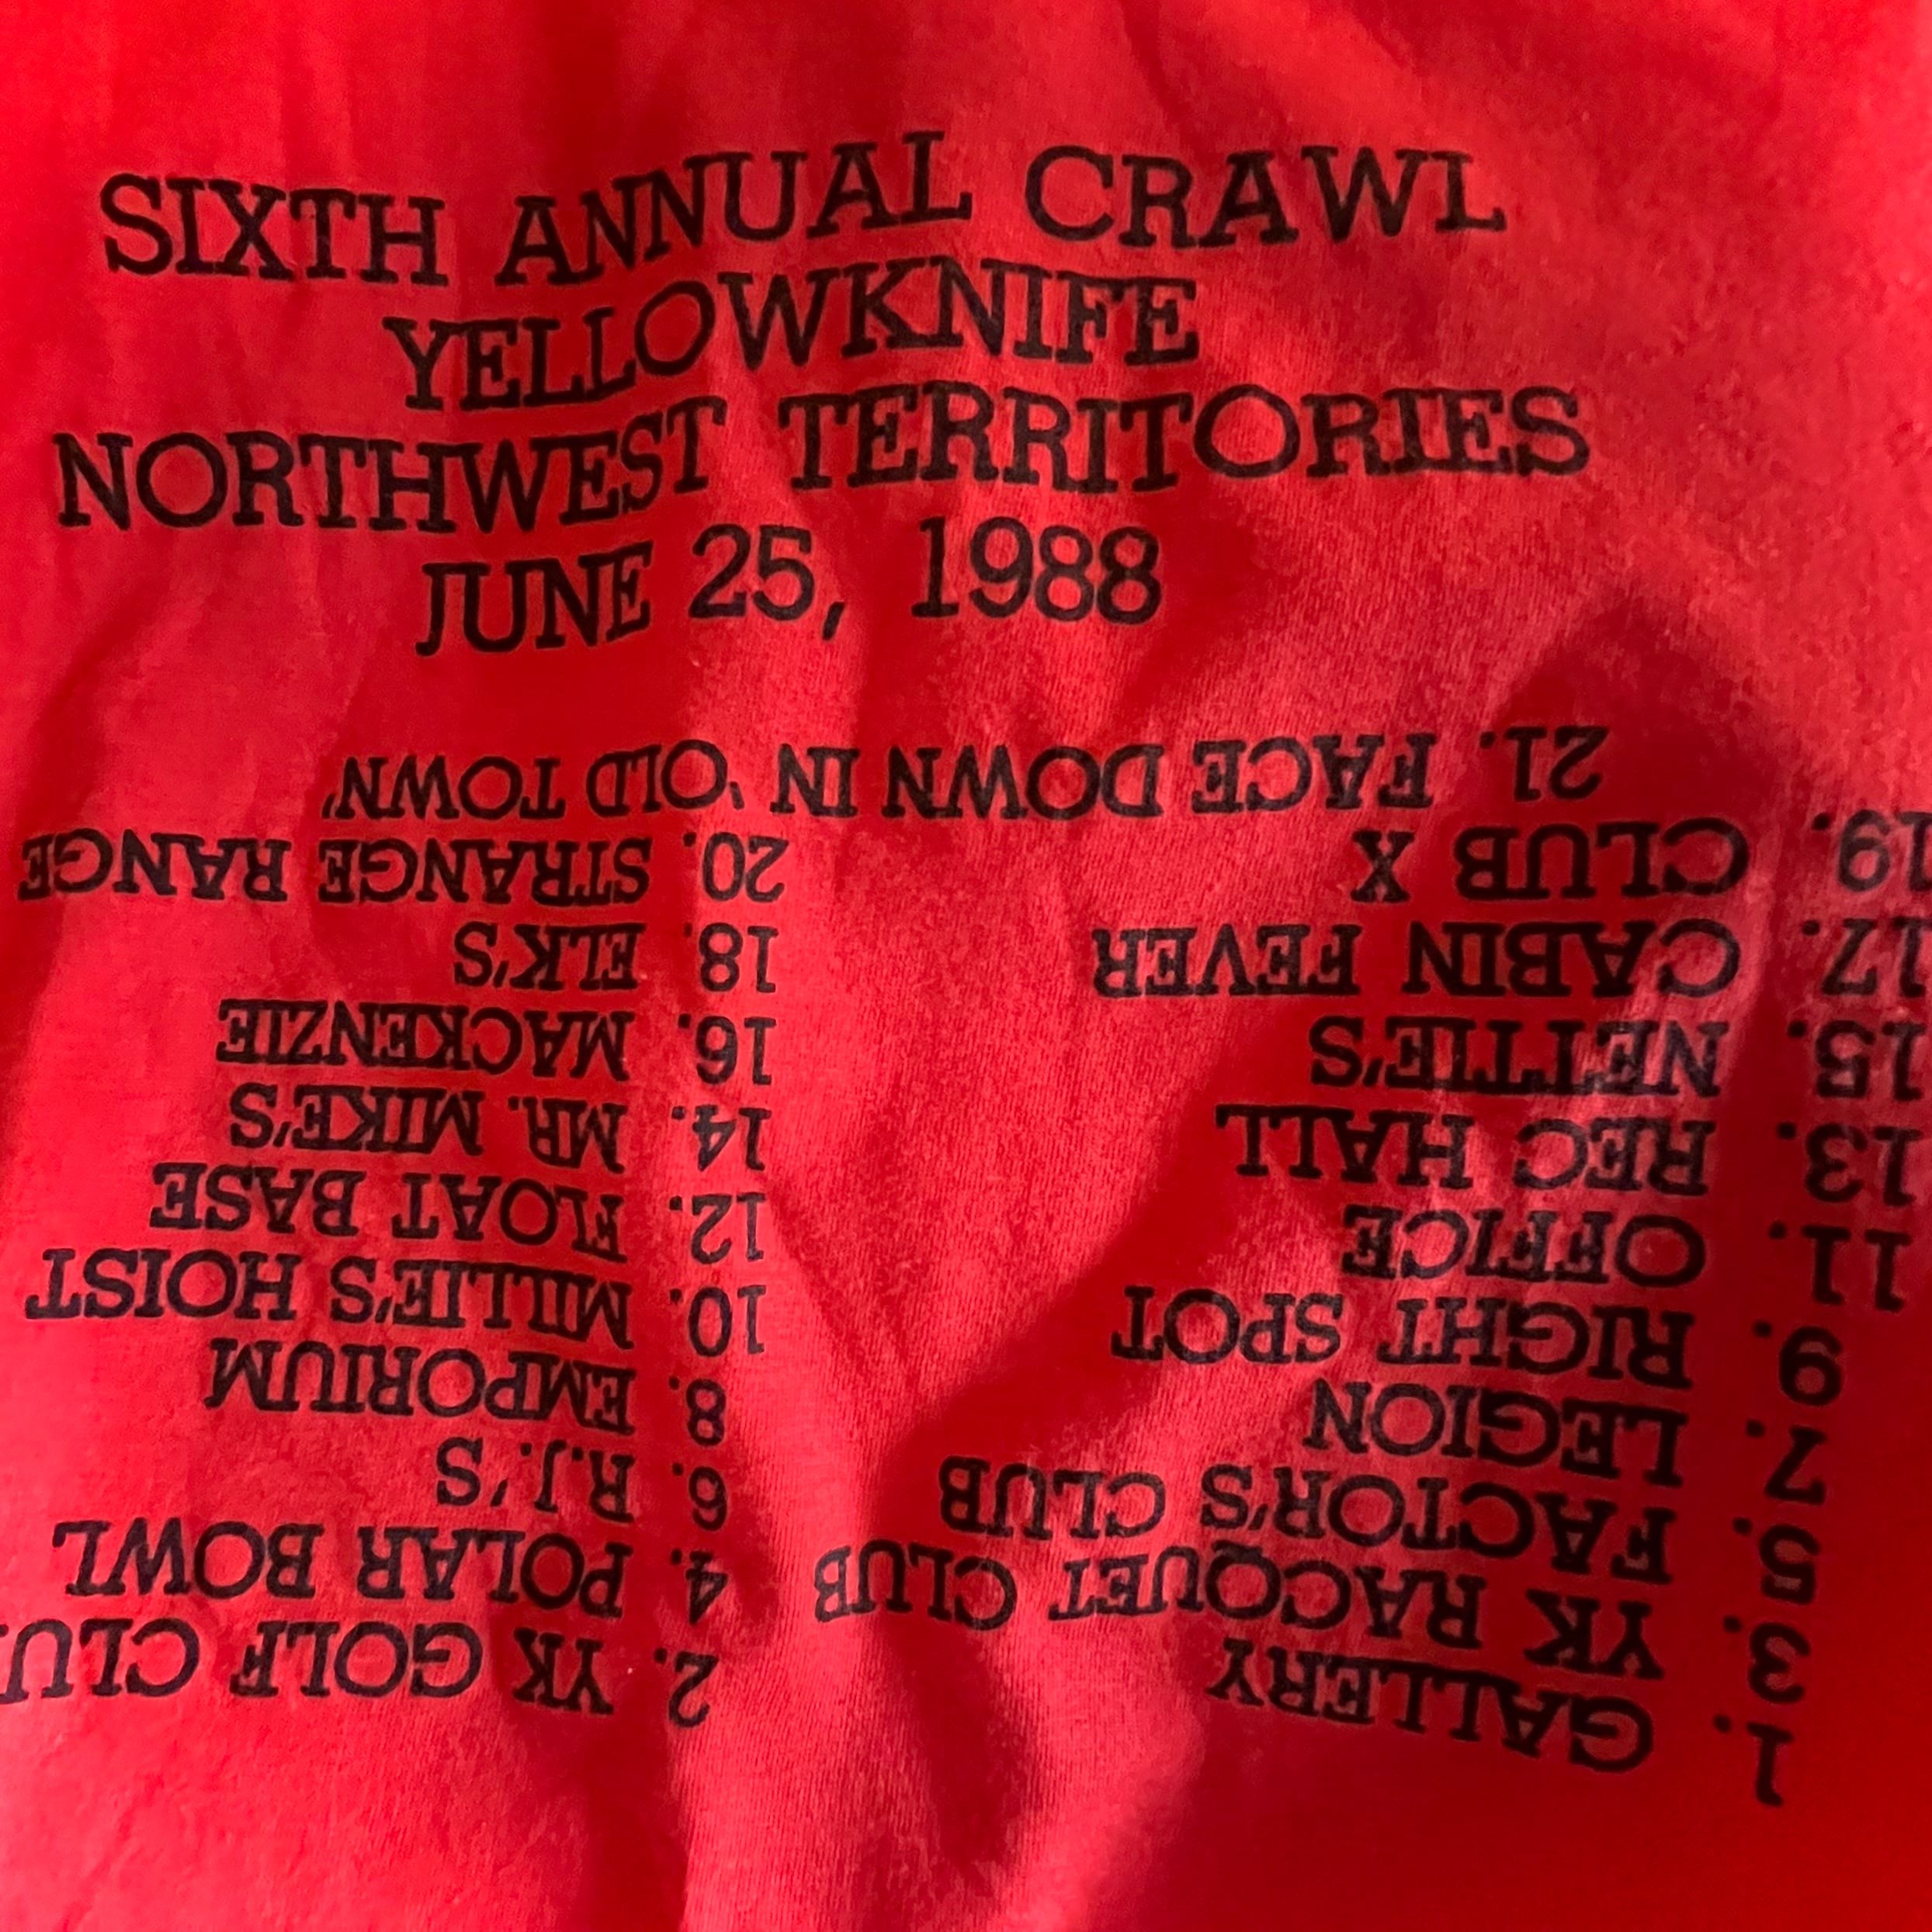 SIXTH ANNUAL CRAWL
YELLOWKNIFE
NORTHWEST TERRITORIES
JUNE 25, 1988
1. GALLERY 2. YK GOLF CLU
3. YK RACQUET CLUB 4. POLAR BOWL
5. FACTOR'S CLUB 6. R.J.'S
7. LEGION 8. EMPORIUM
9. RIGHT SPOT 10. MILLIE'S HOIST
11. OFFICE 12. FLOAT BASE
13. REC HALL 14. MR. MIKE'S
15. NETTIE'S 16. MACKENZIE
17. CABIN FEVER 18. ELK'S
19. CLUB X 20. STRANGE RANGE
21. FACE DOWN IN 'OLD TOWN'